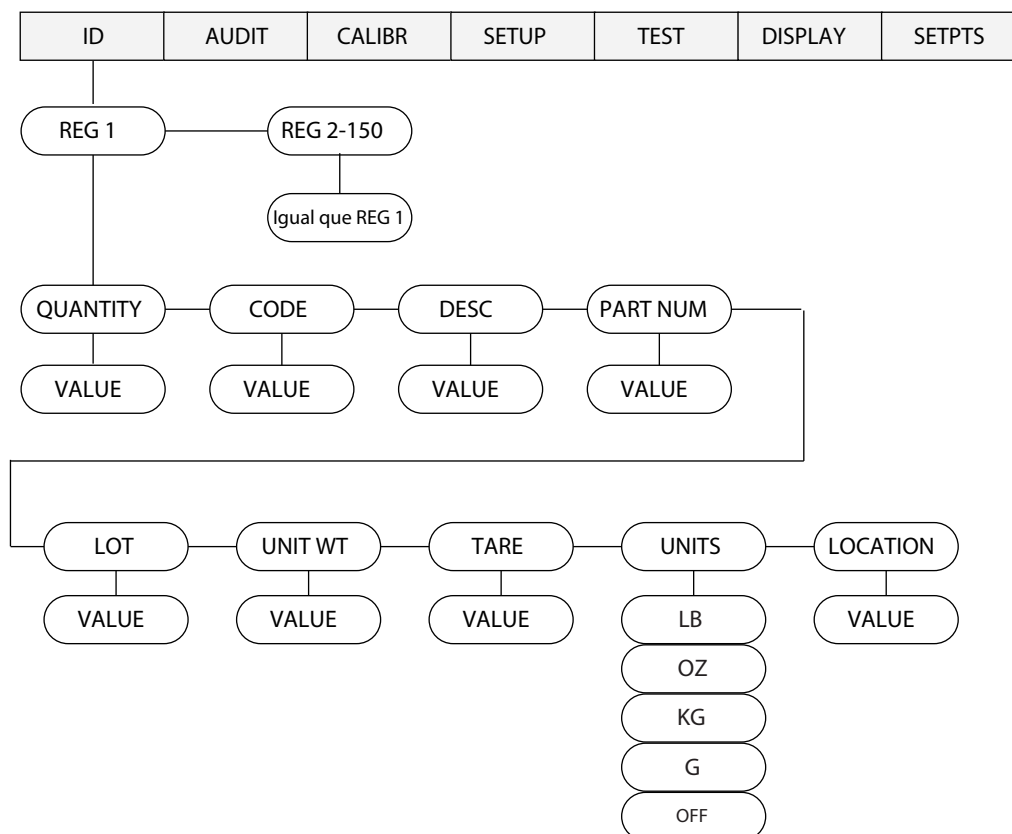 ID AUDIT CALIBR SETUP TEST DISPLAY SETPTS
REG 1 REG 2-150
Igual que REG 1
QUANTITY CODE DESC PART NUM
VALUE VALUE VALUE VALUE
LOT UNIT WT TARE UNITS LOCATION
VALUE VALUE VALUE LB VALUE
OZ
KG
G
OFF